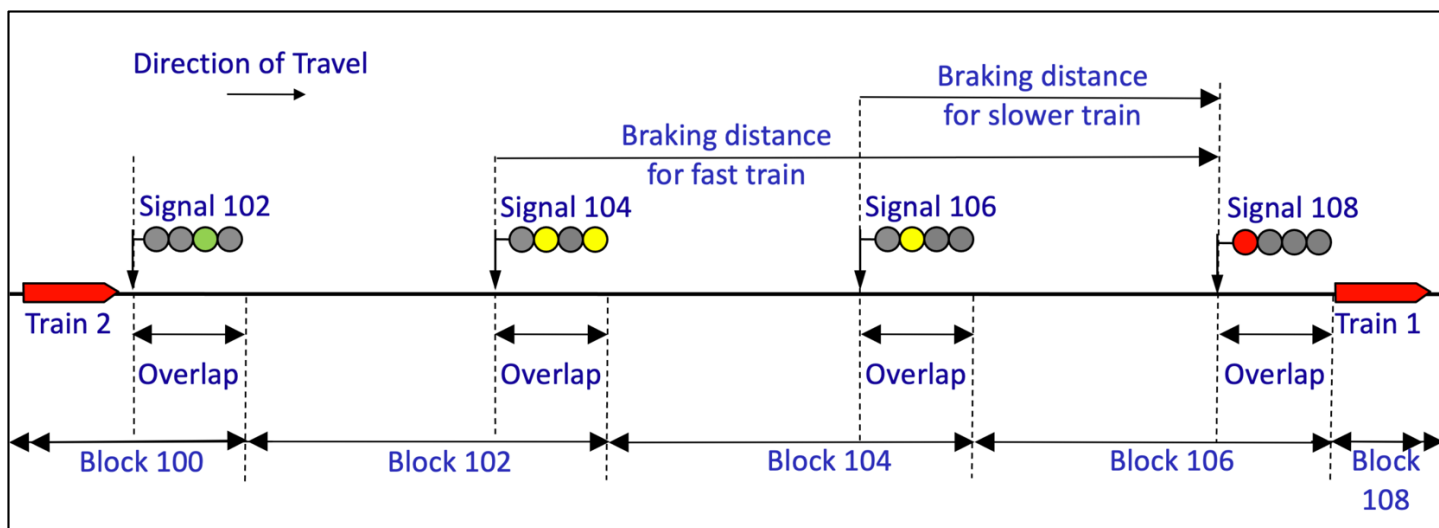 Direction of Travel
Braking distance
for slower train
Braking distance
for fast train
Signal 102
Signal 104
Signal 106
Signal 108
Train 2
Train 1
Overlap
Overlap
Overlap
Overlap
Block 100
Block 102
Block 104
Block 106
Block
108